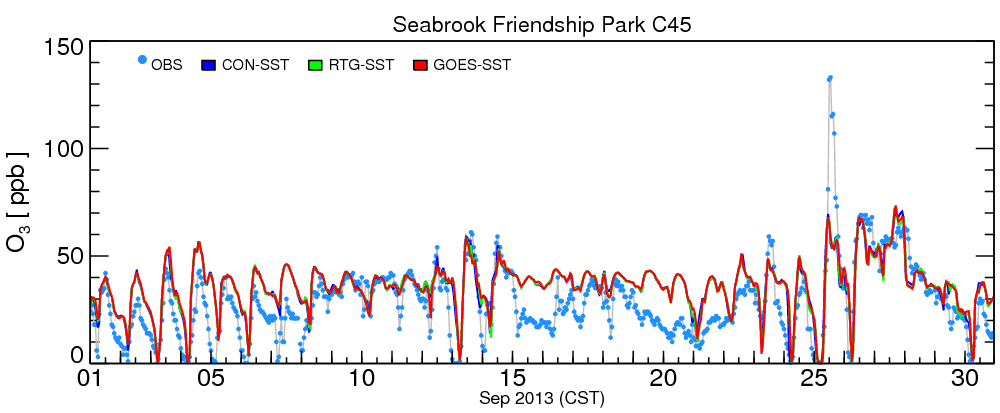 Seabrook Friendship Park C45
OBS CON-SST RTG-SST GOES-SST
O3 [ ppb ]
150
100
50
0
01 05 10 15 20 25 30
Sep 2013 (CST)